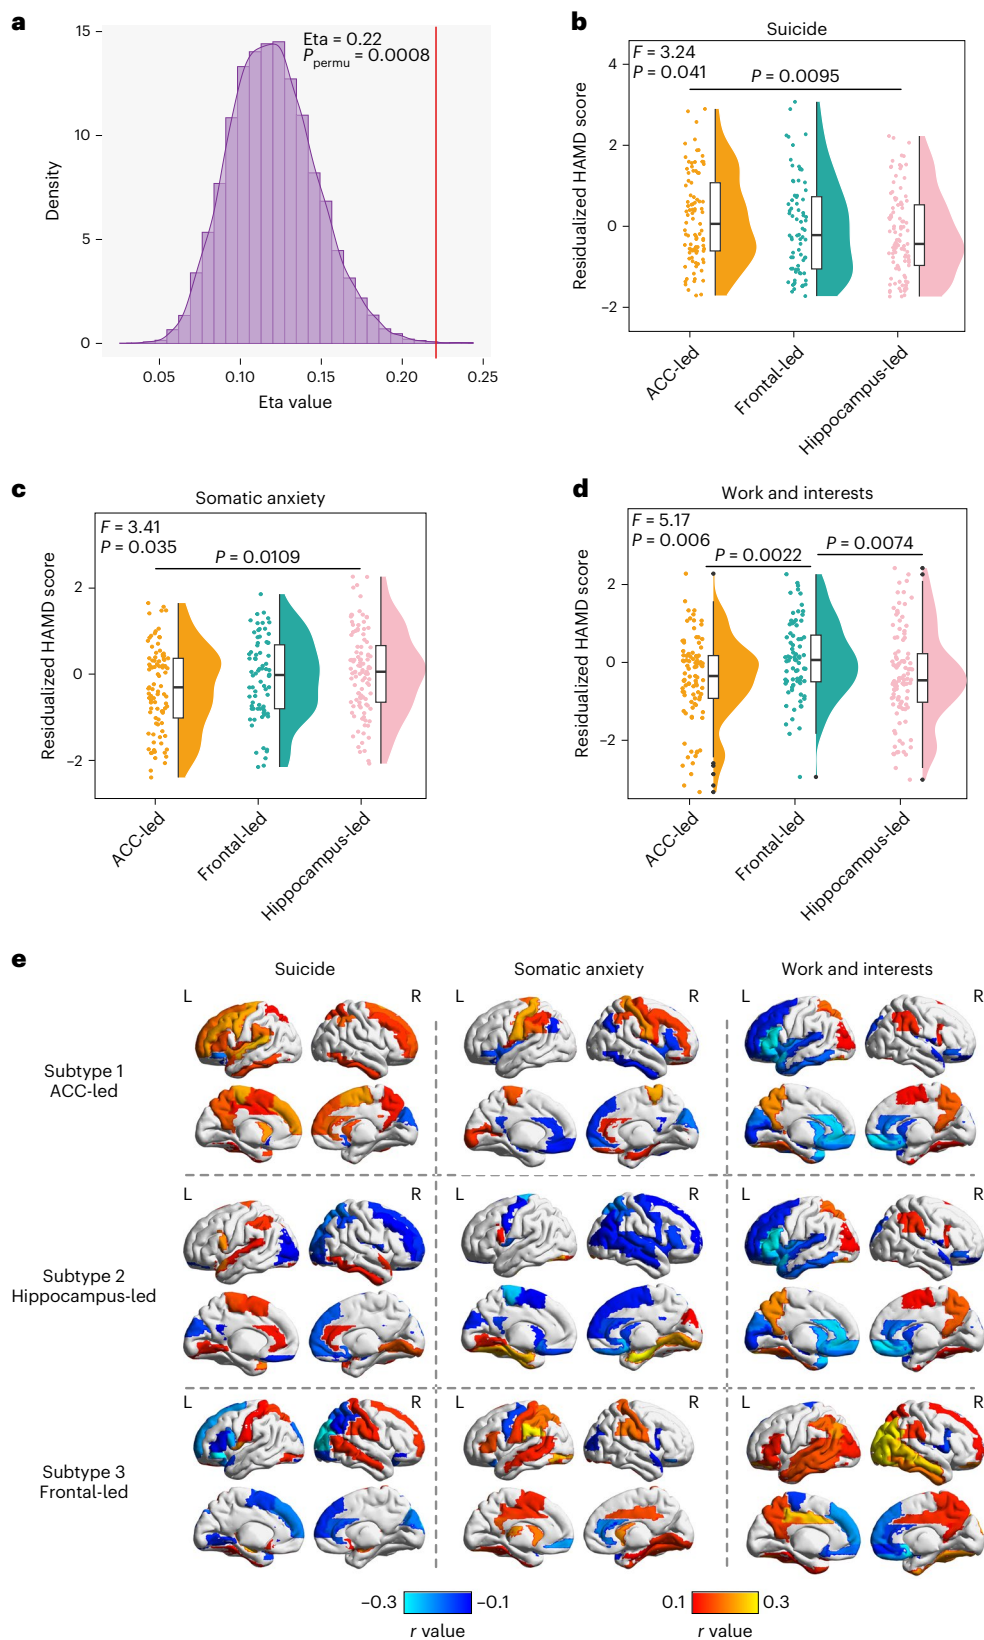 a
15
10
5
0
Density
0.05 0.10 0.15 0.20 0.25
Eta value
Eta = 0.22
Ppermu = 0.0008
b
Suicide
F = 3.24
P = 0.041
P = 0.0095
4
2
0
−2
Residualized HAMD score
ACC-led
Frontal-led
Hippocampus-led
c
Somatic anxiety
F = 3.41
P = 0.035
P = 0.0109
2
0
−2
Residualized HAMD score
ACC-led
Frontal-led
Hippocampus-led
d
Work and interests
F = 5.17
P = 0.006
P = 0.0022
P = 0.0074
2
0
−2
Residualized HAMD score
ACC-led
Frontal-led
Hippocampus-led
e
Suicide Somatic anxiety Work and interests
L R L R L R
Subtype 1
ACC-led
L R L R L R
Subtype 2
Hippocampus-led
L R L R L R
Subtype 3
Frontal-led
−0.3 −0.1 0.1 0.3
r value r value